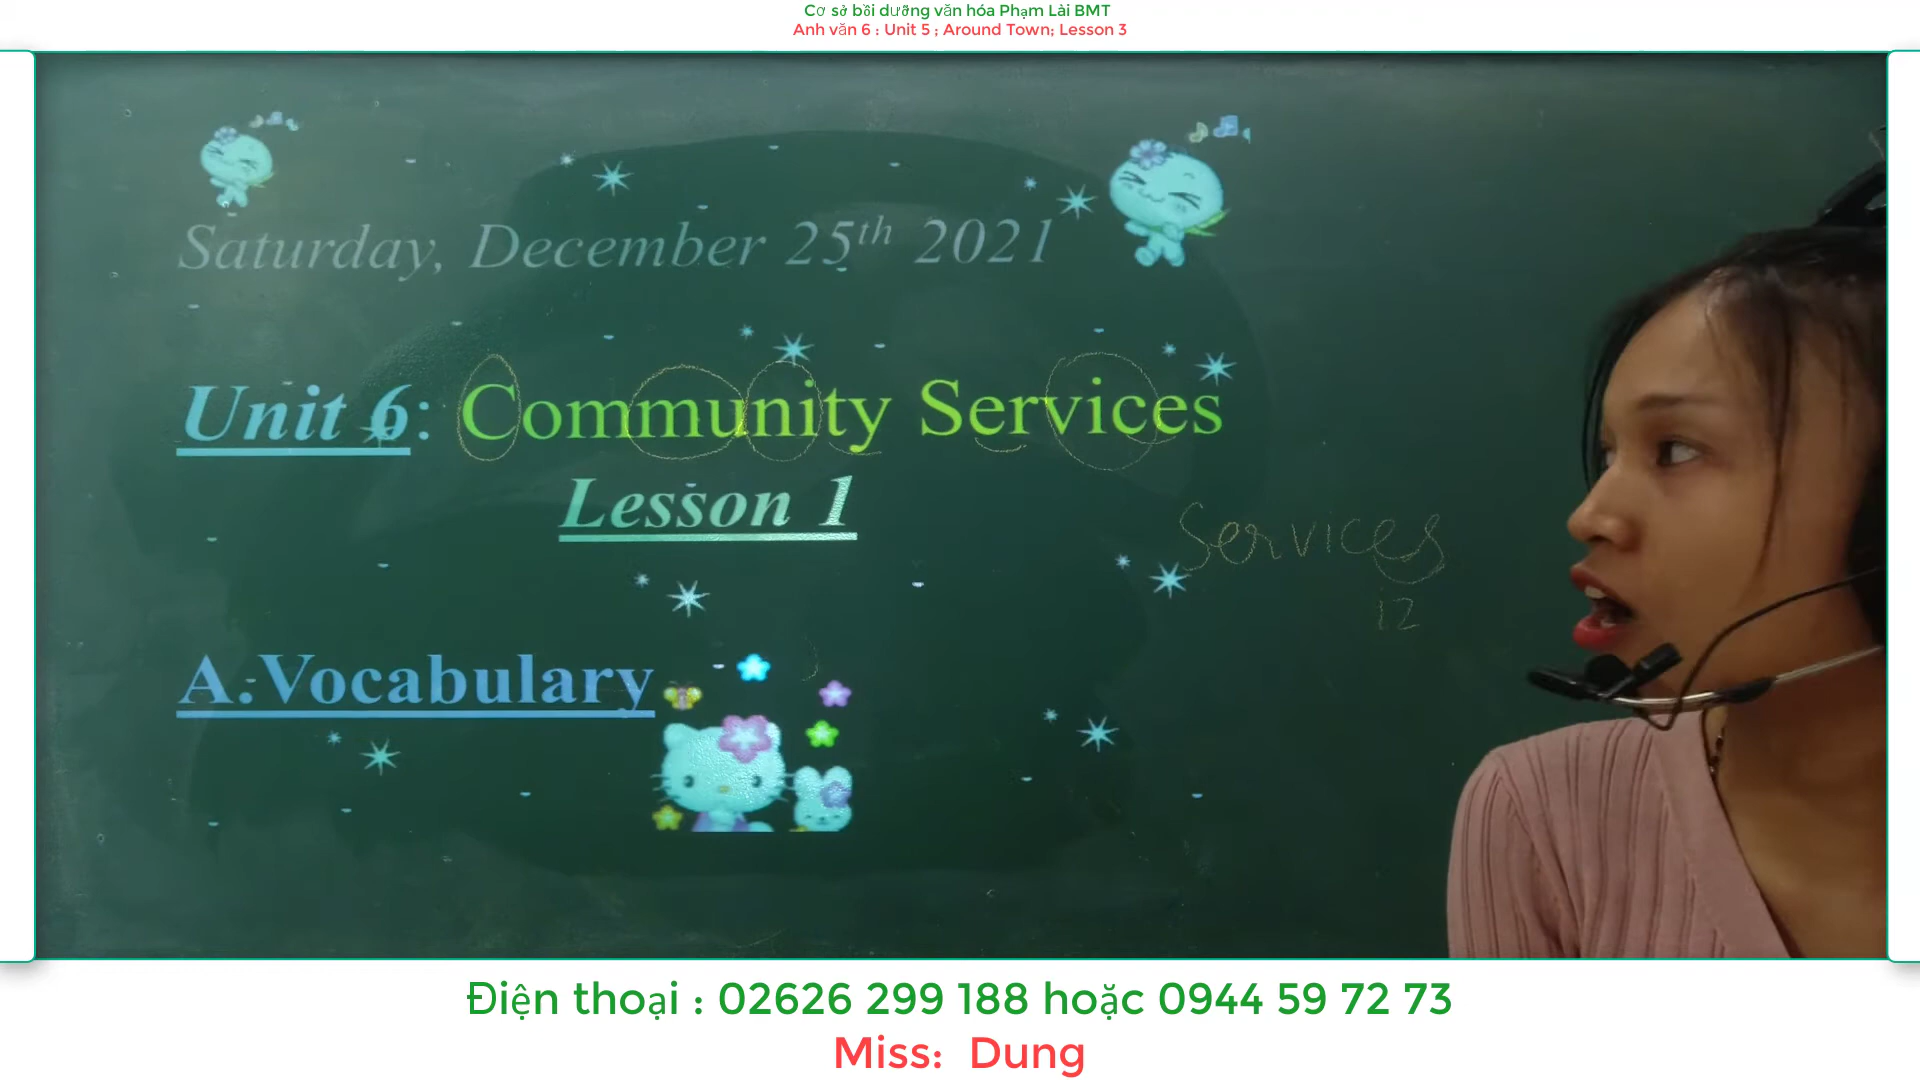 Cơ sở bồi dưỡng văn hóa Phạm Lài BMT
Anh văn 6 : Unit 5 ; Around Town; Lesson 3
Saturday, December 25th 2021
Unit 6: Community Services
Lesson 1
Services
iz
A.Vocabulary
Điện thoại : 02626 299 188 hoặc 0944 59 72 73
Miss: Dung